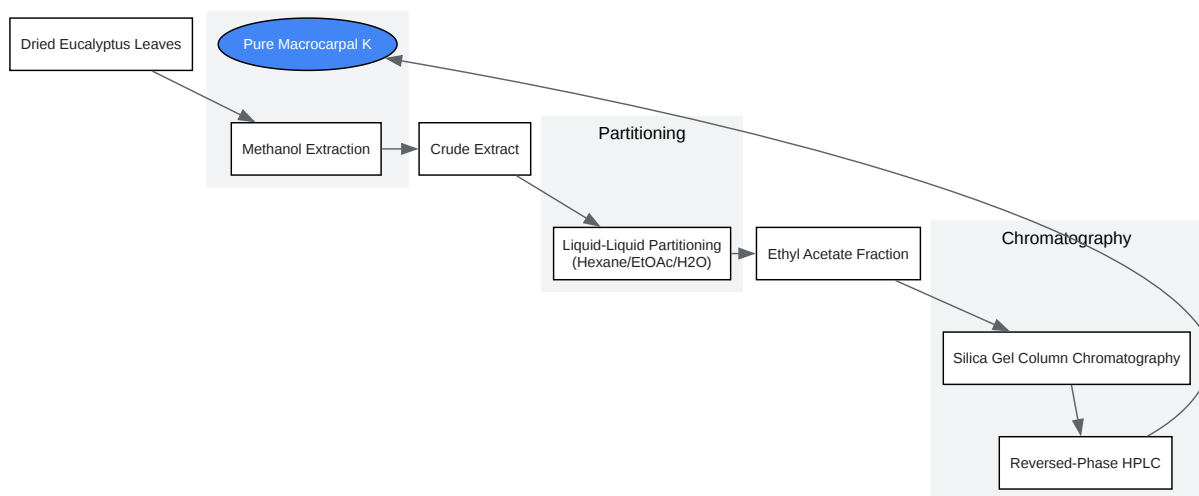 Dried Eucalyptus Leaves
Pure Macrocarpal K
Methanol Extraction
Crude Extract
Partitioning
Liquid-Liquid Partitioning
(Hexane/EtOAc/H2O)
Ethyl Acetate Fraction
Chromatography
Silica Gel Column Chromatography
Reversed-Phase HPLC